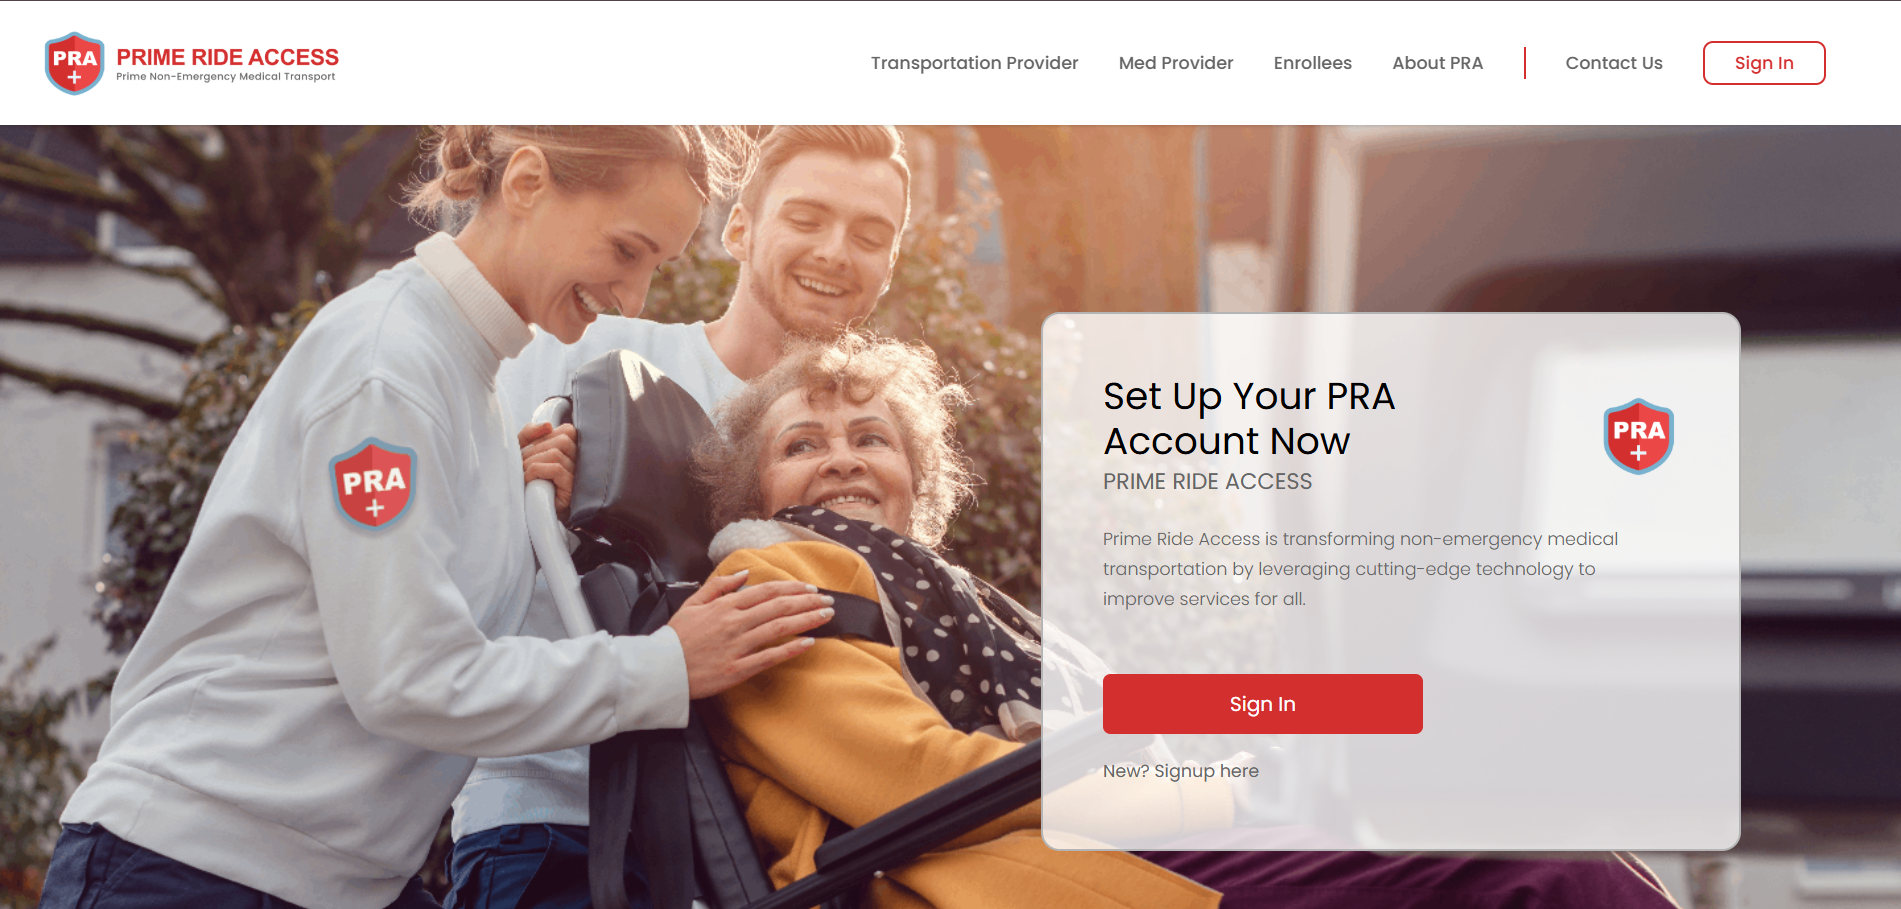 PRA
PRIME RIDE ACCESS
Prime Non-Emergency Medical Transport
Transportation Provider
Med Provider
Enrollees
About PRA
Contact Us
Sign In
PRA
Set Up Your PRA
Account Now
PRIME RIDE ACCESS
PRA
Prime Ride Access is transforming non-emergency medical
transportation by leveraging cutting-edge technology to
improve services for all.
Sign In
New? Signup here